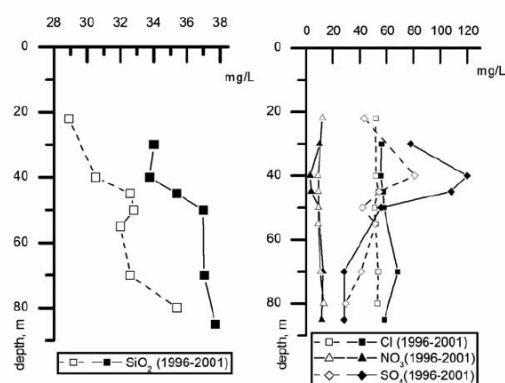 28 30 32 34 36 38
mg/L
0
20
40
60
80
depth, m
SiO₂ (1996-2001)
0 20 40 60 80 100 120
mg/L
0
20
40
60
80
depth, m
Cl (1996-2001)
NO₃(1996-2001)
SO₄(1996-2001)